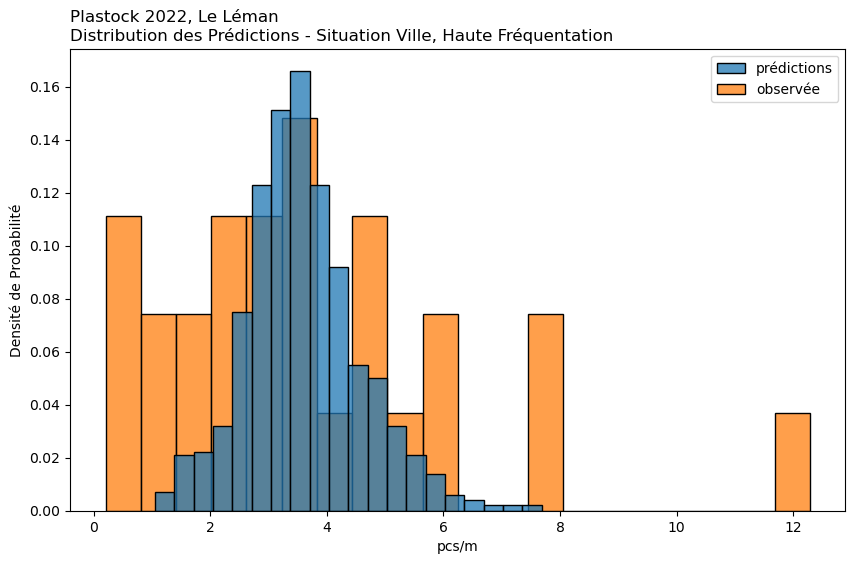 Plastock 2022, Le Léman
Distribution des Prédictions - Situation Ville, Haute Fréquentation
prédictions
observée
0.16
0.14
0.12
0.10
0.08
0.06
0.04
0.02
0.00
Densité de Probabilité
0 2 4 6 8 10 12
pcs/m